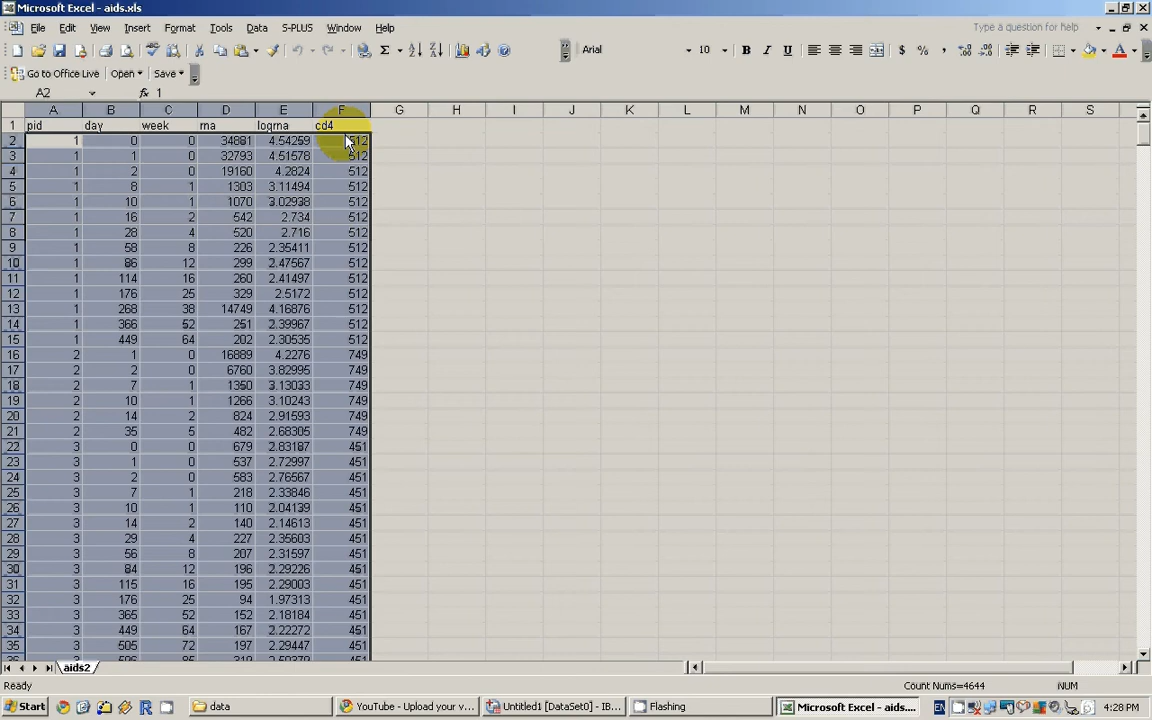 Microsoft Excel - aids.xls
File Edit View Insert Format Tools Data S-PLUS Window Help Type a question for help
Arial 10 B I U $ % ,
Go to Office Live Open Save
A2 fx 1
A B C D E F G H I J K L M N O P Q R S
1 pid day week rna logrna cd4
2 1 0 0 34881 4.54259 512
3 1 1 0 32793 4.51578 512
4 1 2 0 19160 4.2824 512
5 1 8 1 1303 3.11494 512
6 1 10 1 1070 3.02938 512
7 1 16 2 542 2.734 512
8 1 28 4 520 2.716 512
9 1 58 8 226 2.35411 512
10 1 86 12 299 2.47567 512
11 1 114 16 260 2.41497 512
12 1 176 25 329 2.5172 512
13 1 268 38 14749 4.16876 512
14 1 366 52 251 2.39967 512
15 1 449 64 202 2.30535 512
16 2 1 0 16889 4.2276 749
17 2 2 0 6760 3.82995 749
18 2 7 1 1350 3.13033 749
19 2 10 1 1266 3.10243 749
20 2 14 2 824 2.91593 749
21 2 35 5 482 2.68305 749
22 3 0 0 679 2.83187 451
23 3 1 0 537 2.72997 451
24 3 2 0 583 2.76567 451
25 3 7 1 218 2.33846 451
26 3 10 1 110 2.04139 451
27 3 14 2 140 2.14613 451
28 3 29 4 227 2.35603 451
29 3 56 8 207 2.31597 451
30 3 84 12 196 2.29226 451
31 3 115 16 195 2.29003 451
32 3 176 25 94 1.97313 451
33 3 365 52 152 2.18184 451
34 3 449 64 167 2.22272 451
35 3 505 72 197 2.29447 451
aids2
Ready Count Nums=4644 NUM
Start data YouTube - Upload your v... Untitled1 [DataSet0] - IB... Flashing Microsoft Excel - aids.... EN 4:28 PM